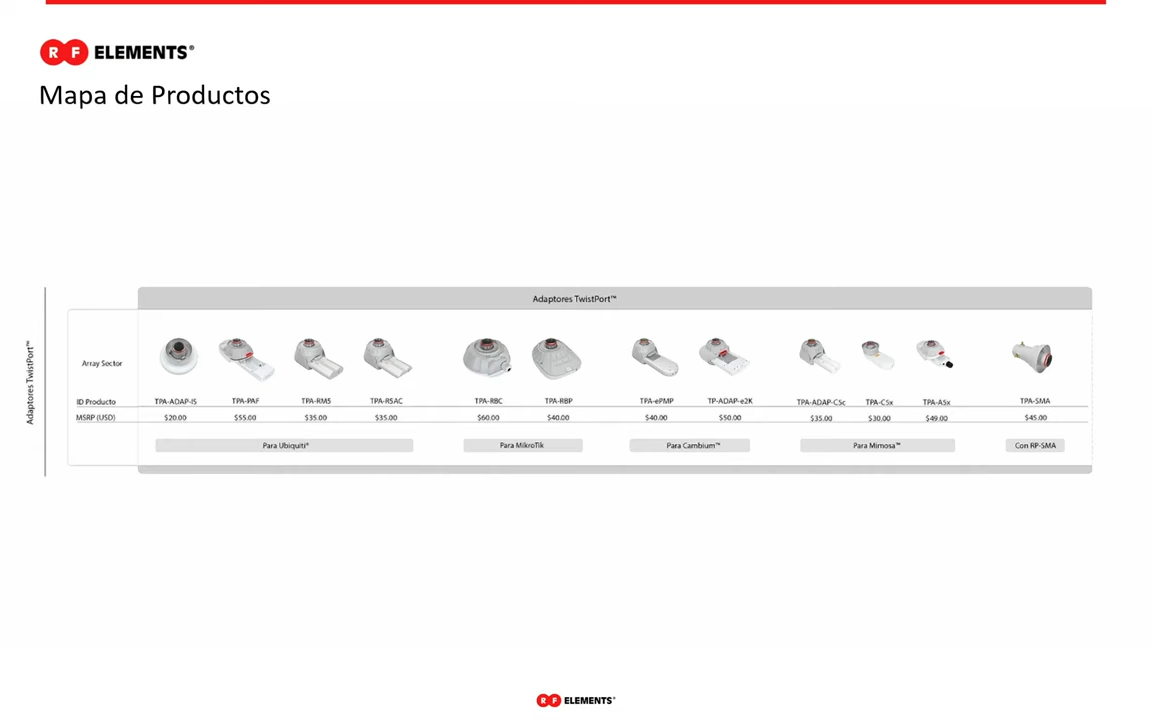 RF ELEMENTS®
Mapa de Productos
Adaptores TwistPort™
Adaptores TwistPort™
Array Sector
ID Producto TPA-ADAP-IS TPA-PAF TPA-RM5 TPA-R5AC TPA-RBC TPA-RBP TPA-ePMP TP-ADAP-e2K TPA-ADAP-C5c TPA-C5x TPA-A5x TPA-SMA
MSRP (USD) $20.00 $55.00 $35.00 $35.00 $60.00 $40.00 $40.00 $50.00 $35.00 $30.00 $49.00 $45.00
Para Ubiquiti® Para MikroTik Para Cambium™ Para Mimosa™ Con RP-SMA
RF ELEMENTS®